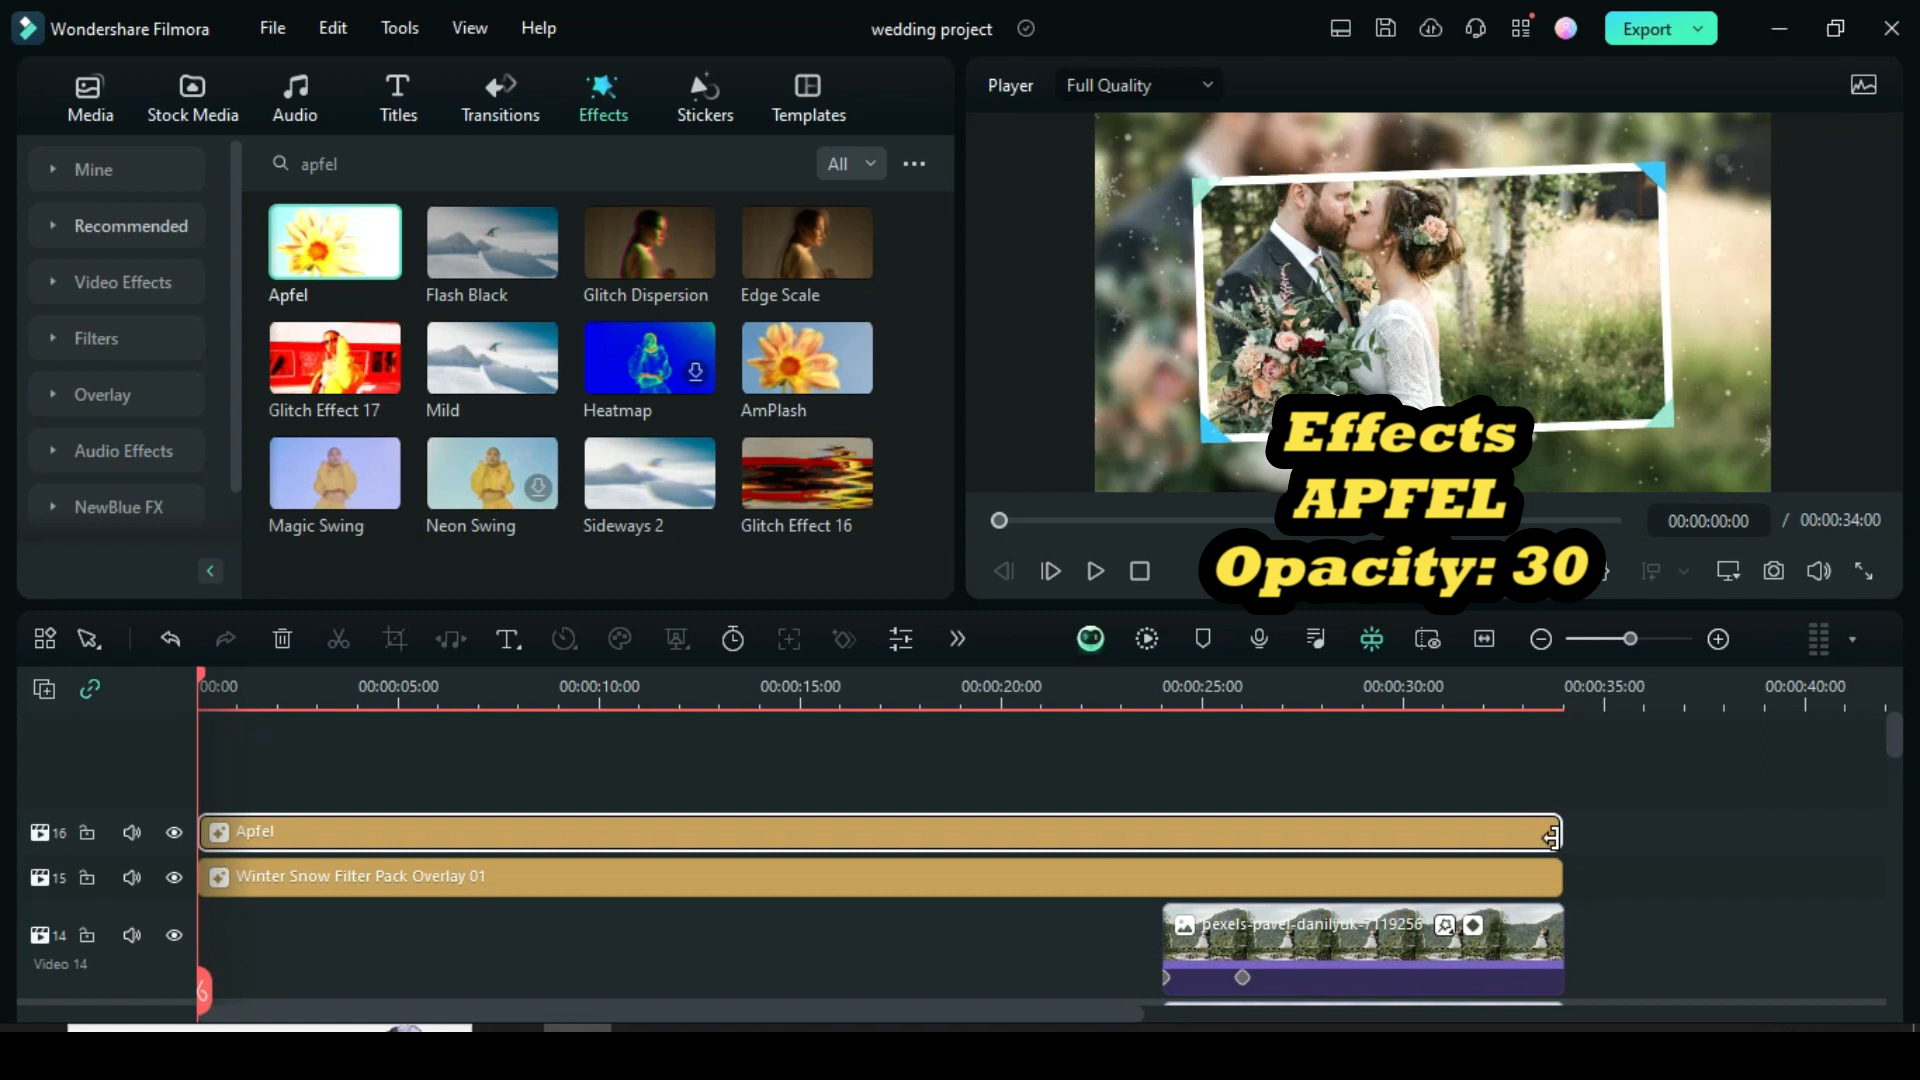 Wondershare Filmora
File
Edit
Tools
View
Help
wedding project
Export
Media
Stock Media
Audio
Titles
Transitions
Effects
Stickers
Templates
Player
Full Quality
Mine
Recommended
Video Effects
Filters
Overlay
Audio Effects
NewBlue FX
apfel
All
Apfel
Flash Black
Glitch Dispersion
Edge Scale
Glitch Effect 17
Mild
Heatmap
AmPlash
Magic Swing
Neon Swing
Sideways 2
Glitch Effect 16
Effects
APFEL
Opacity: 30
00:00:00:00 / 00:00:34:00
00:00
00:00:05:00
00:00:10:00
00:00:15:00
00:00:20:00
00:00:25:00
00:00:30:00
00:00:35:00
00:00:40:00
16
Apfel
15
Winter Snow Filter Pack Overlay 01
14
pexels-pavel-danilyuk-7119256
Video 14